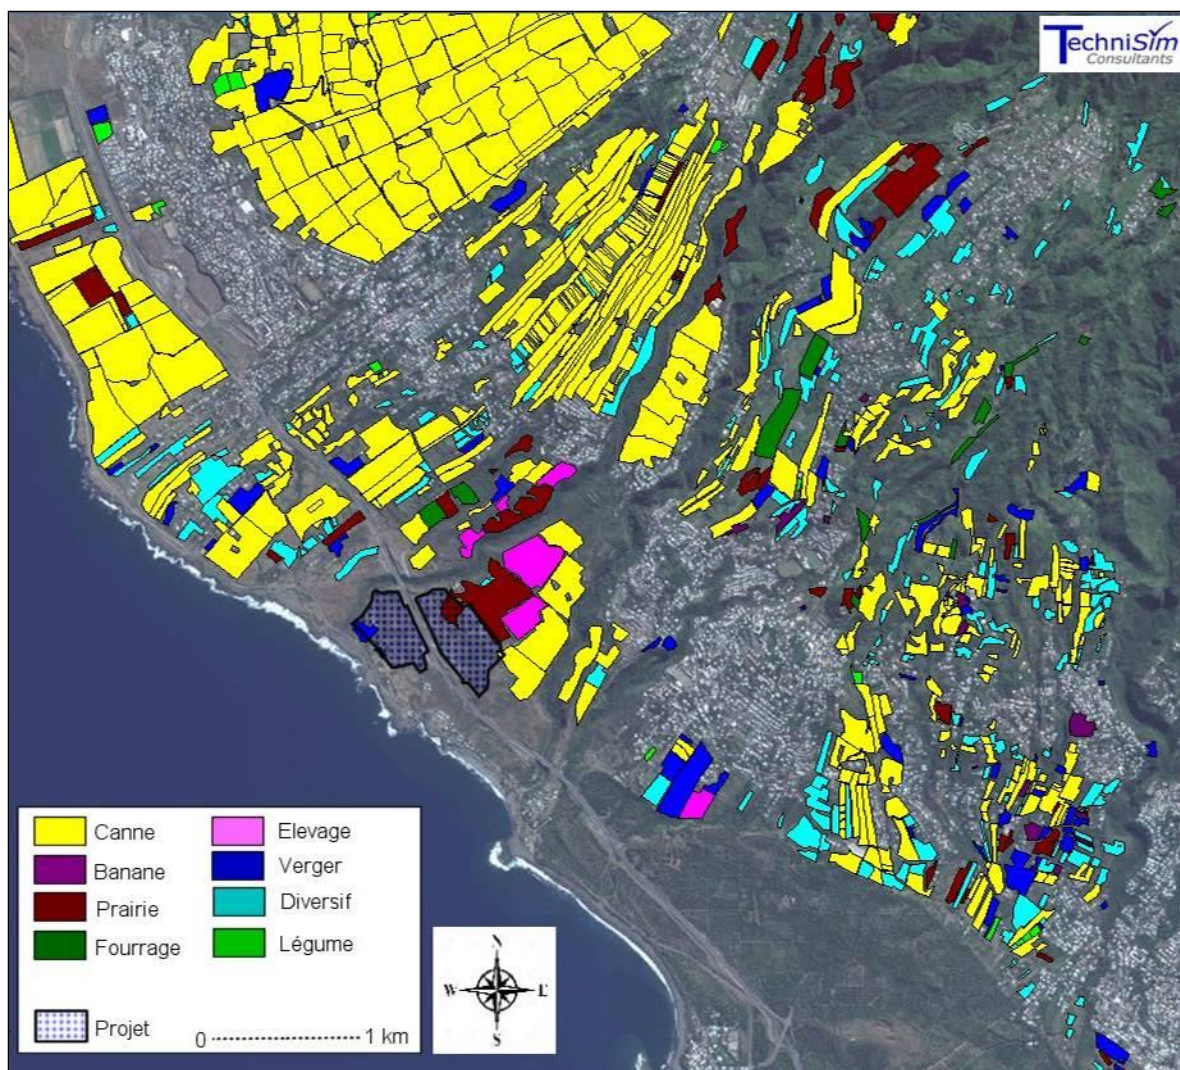 TechniSim
Consultants
Canne
Elevage
Banane
Verger
Prairie
Diversif
Fourrage
Légume
Projet
0
1 km
N
W
E
S